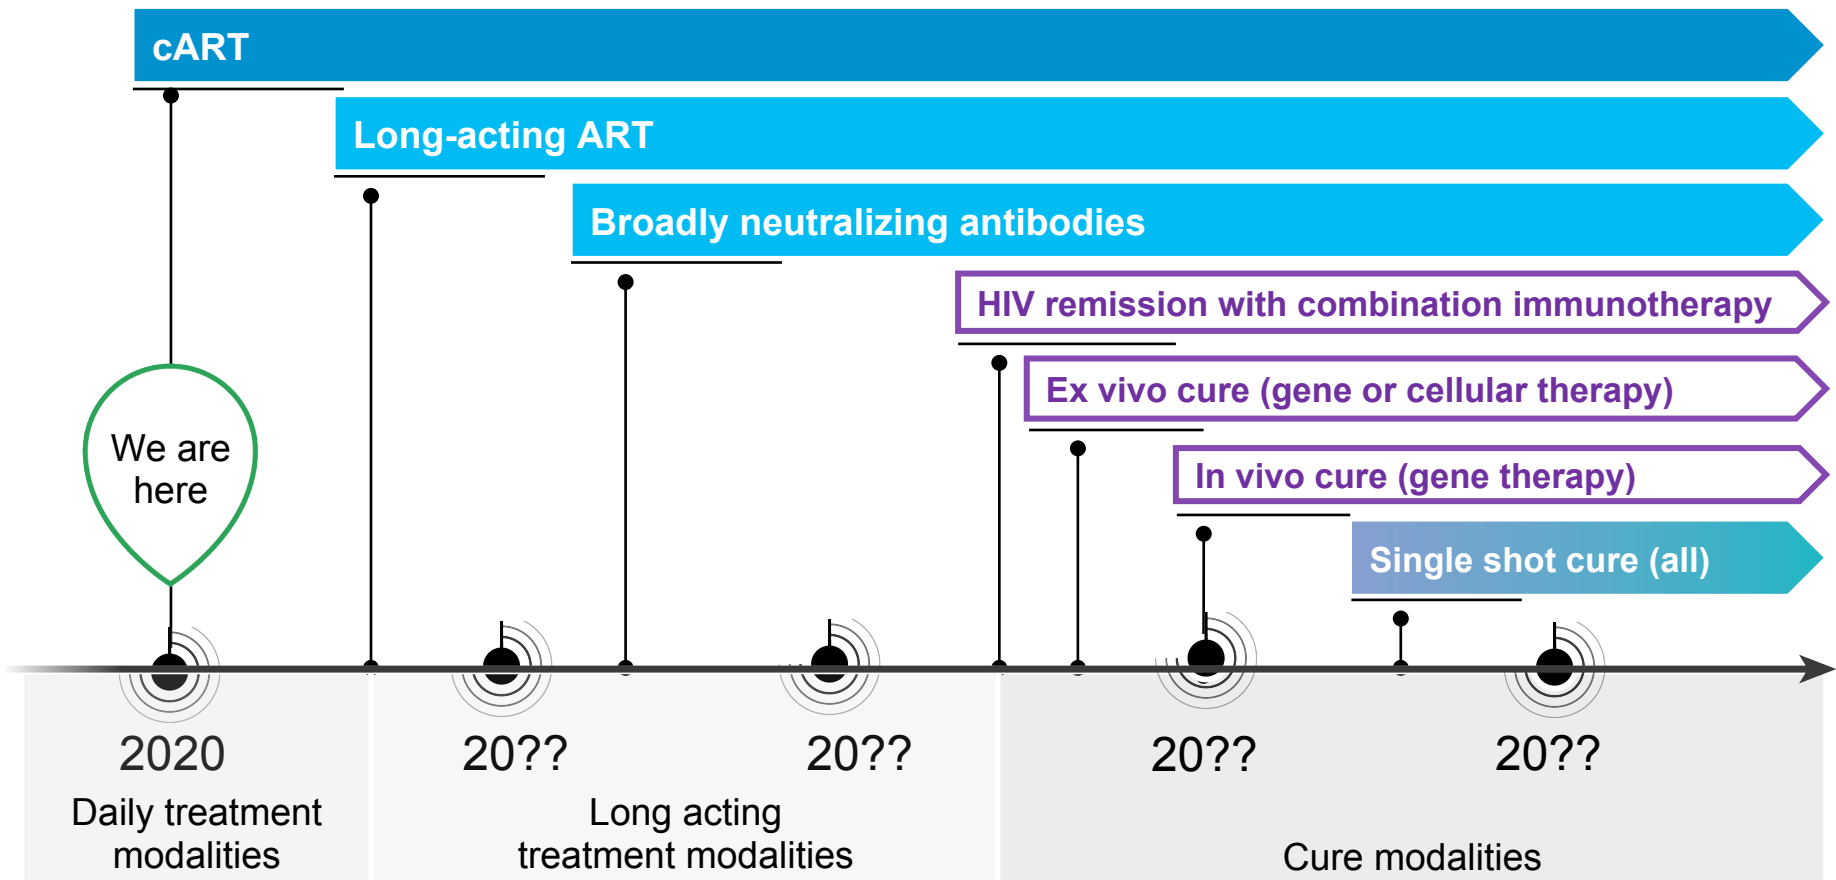 cART
Long-acting ART
Broadly neutralizing antibodies
HIV remission with combination immunotherapy
Ex vivo cure (gene or cellular therapy)
In vivo cure (gene therapy)
Single shot cure (all)
We are
here
2020
20??
20??
20??
20??
Daily treatment
modalities
Long acting
treatment modalities
Cure modalities